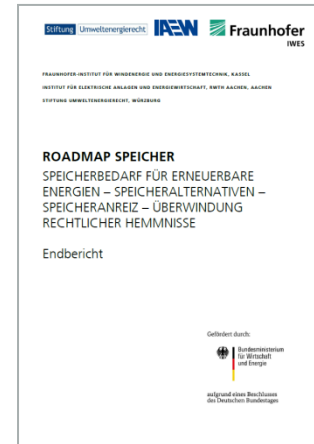 Stiftung Umweltenergierecht IAEW Fraunhofer
IWES
FRAUNHOFER-INSTITUT FÜR WINDENERGIE UND ENERGIESYSTEMTECHNIK, KASSEL
INSTITUT FÜR ELEKTRISCHE ANLAGEN UND ENERGIEWIRTSCHAFT, RWTH AACHEN, AACHEN
STIFTUNG UMWELTENERGIERECHT, WÜRZBURG
ROADMAP SPEICHER
SPEICHERBEDARF FÜR ERNEUERBARE
ENERGIEN – SPEICHERALTERNATIVEN –
SPEICHERANREIZ – ÜBERWINDUNG
RECHTLICHER HEMMNISSE
Endbericht
Gefördert durch:
Bundesministerium
für Wirtschaft
und Energie
aufgrund eines Beschlusses
des Deutschen Bundestages